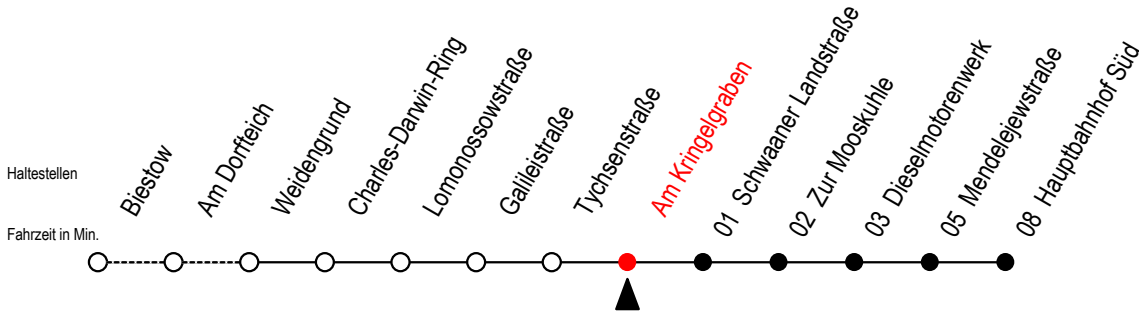 Haltestellen
Fahrzeit in Min.
Biestow
Am Dorfteich
Weidengrund
Charles-Darwin-Ring
Lomonossowstraße
Galileistraße
Tychsenstraße
Am Kringelgraben
01 Schwaaner Landstraße
02 Zur Mooskuhle
03 Dieselmotorenwerk
05 Mendelejewstraße
08 Hauptbahnhof Süd